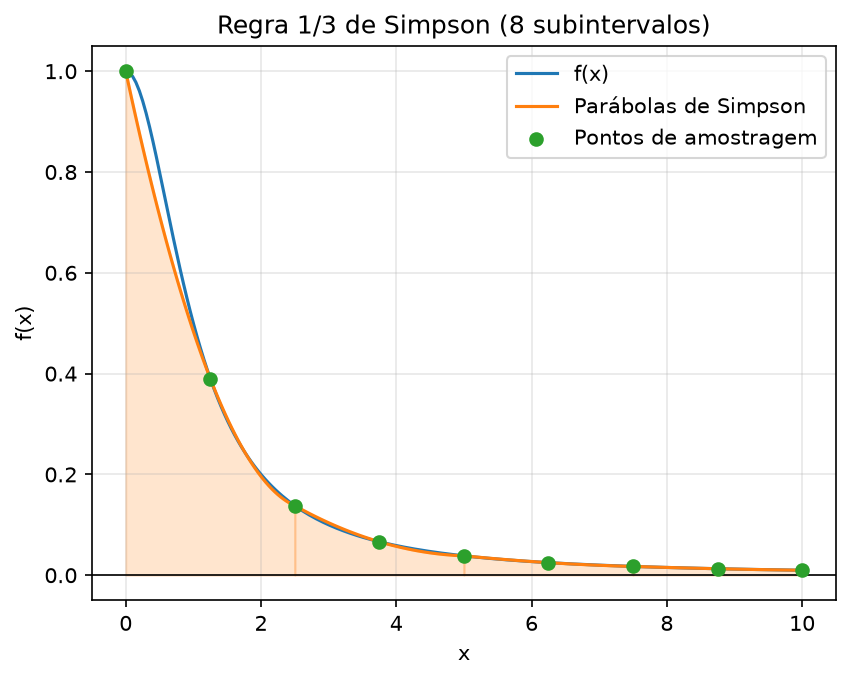 Regra 1/3 de Simpson (8 subintervalos)
f(x)
Parábolas de Simpson
Pontos de amostragem
1.0
0.8
0.6
0.4
0.2
0.0
f(x)
0 2 4 6 8 10
x